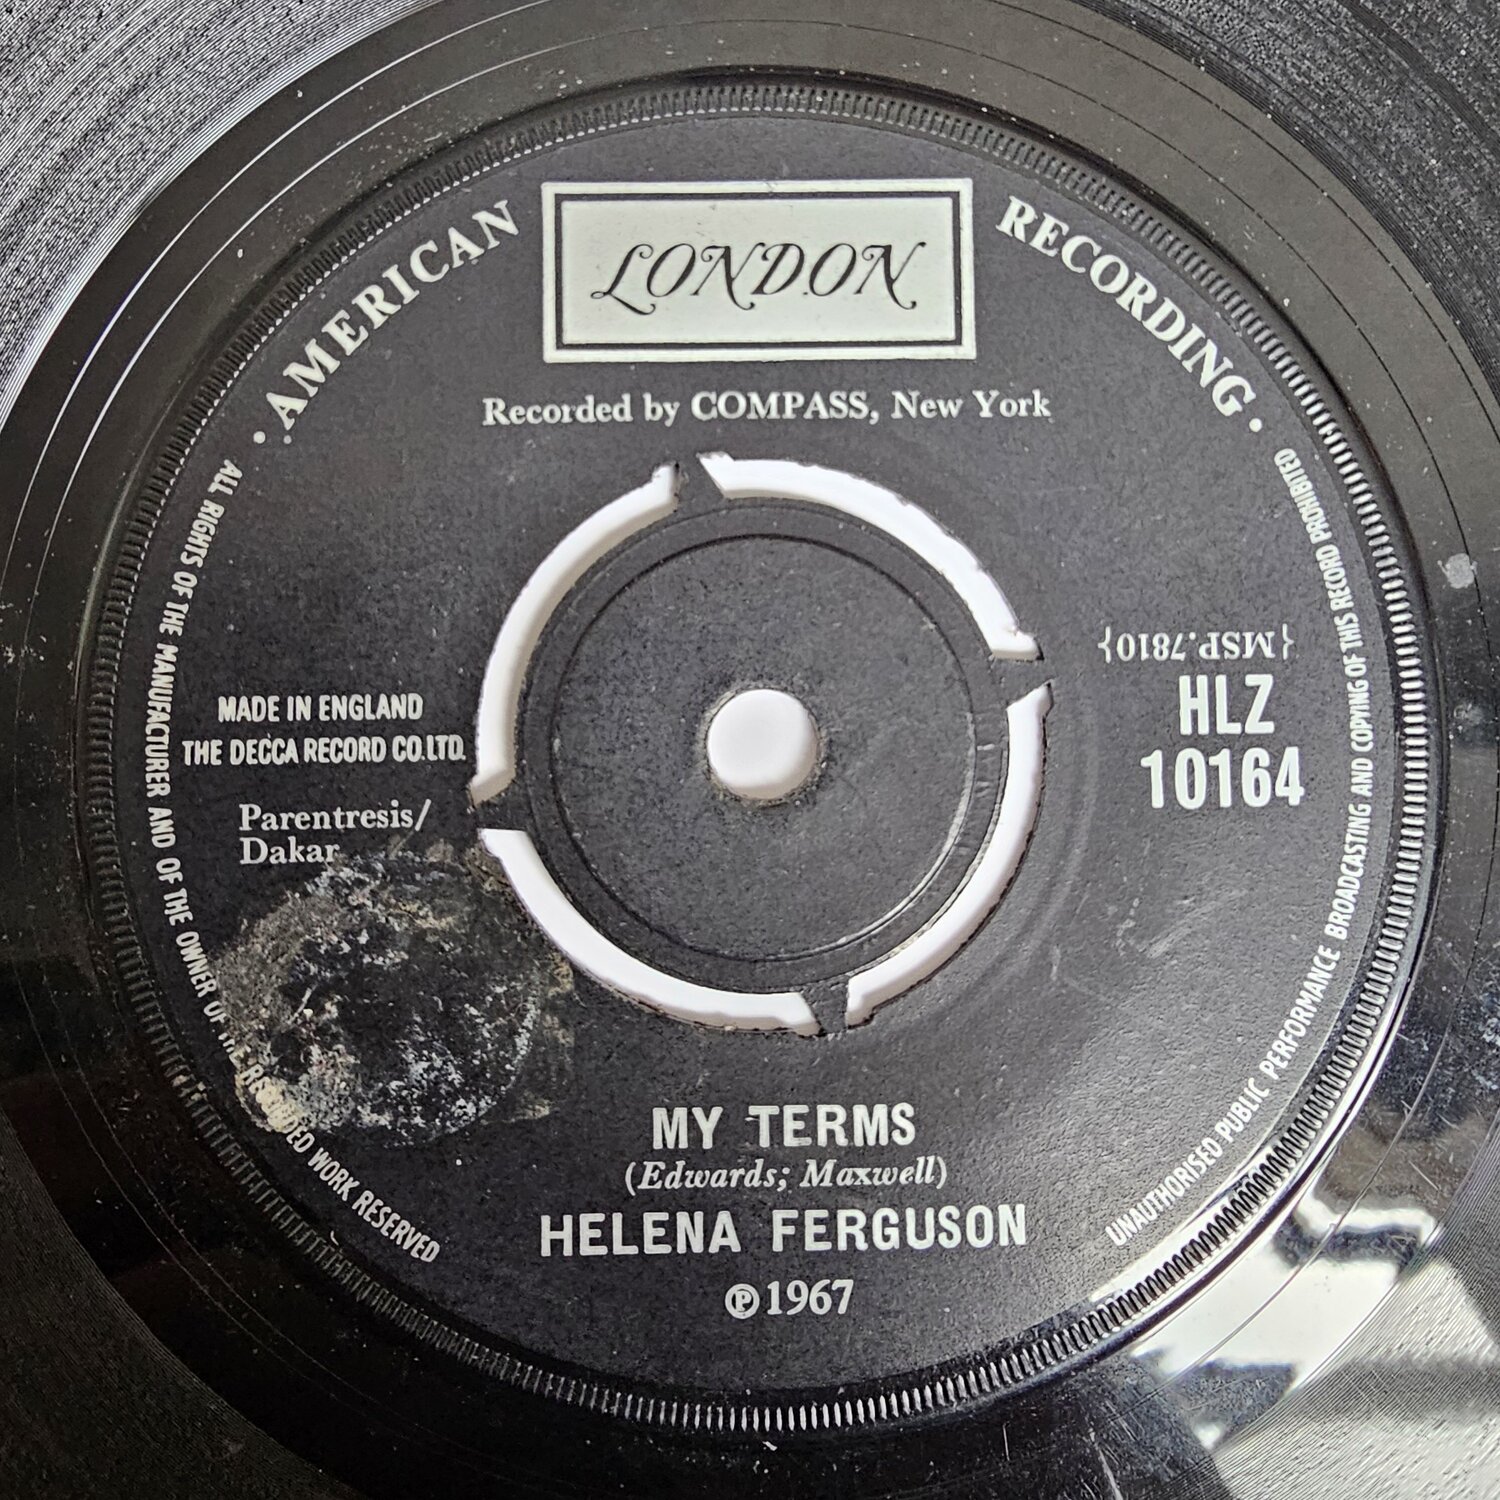 · AMERICAN
LONDON
RECORDING ·
Recorded by COMPASS, New York
MADE IN ENGLAND
THE DECCA RECORD CO. LTD.
Parentresis/
Dakar
{MSP.7810}
HLZ
10164
MY TERMS
(Edwards; Maxwell)
HELENA FERGUSON
℗1967
ALL RIGHTS OF THE MANUFACTURER AND OF THE OWNER OF THE RECORDED WORK RESERVED
UNAUTHORISED PUBLIC PERFORMANCE BROADCASTING AND COPYING OF THIS RECORD PROHIBITED